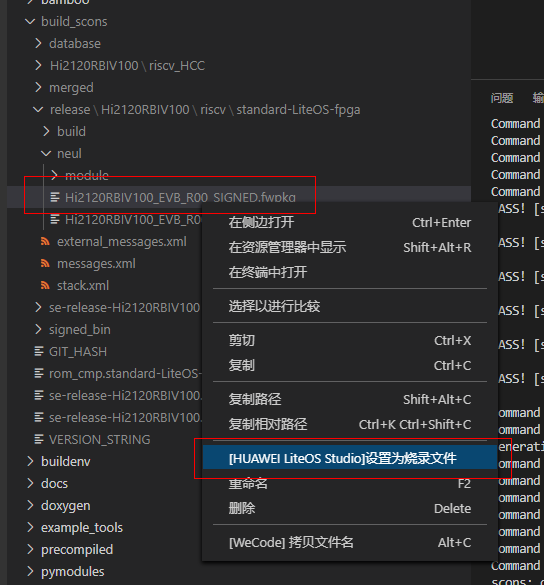 bamboo
build_scons
database
Hi2120RBIV100 \ riscv_HCC
merged
release \ Hi2120RBIV100 \ riscv \ standard-LiteOS-fpga
build
neul
module
Hi2120RBIV100_EVB_R00_SIGNED.fwpkg
Hi2120RBIV100_EVB_R0
external_messages.xml
messages.xml
stack.xml
se-release-Hi2120RBIV100
signed_bin
GIT_HASH
rom_cmp.standard-LiteOS-
se-release-Hi2120RBIV100.
se-release-Hi2120RBIV100.
VERSION_STRING
buildenv
docs
doxygen
example_tools
precompiled
pymodules
在侧边打开 Ctrl+Enter
在资源管理器中显示 Shift+Alt+R
在终端中打开
选择以进行比较
剪切 Ctrl+X
复制 Ctrl+C
复制路径 Shift+Alt+C
复制相对路径 Ctrl+K Ctrl+Shift+C
[HUAWEI LiteOS Studio]设置为烧录文件
重命名 F2
删除 Delete
[WeCode] 拷贝文件名 Alt+C
问题 输
Command
Command
Command
Command
Command
ASS! [s
ASS! [s
ASS! [s
ASS! [s
ASS! [s
ommand
ommand
enerati
ommand
ommand
ommand
ommand
Command
Command
Command
scons: d